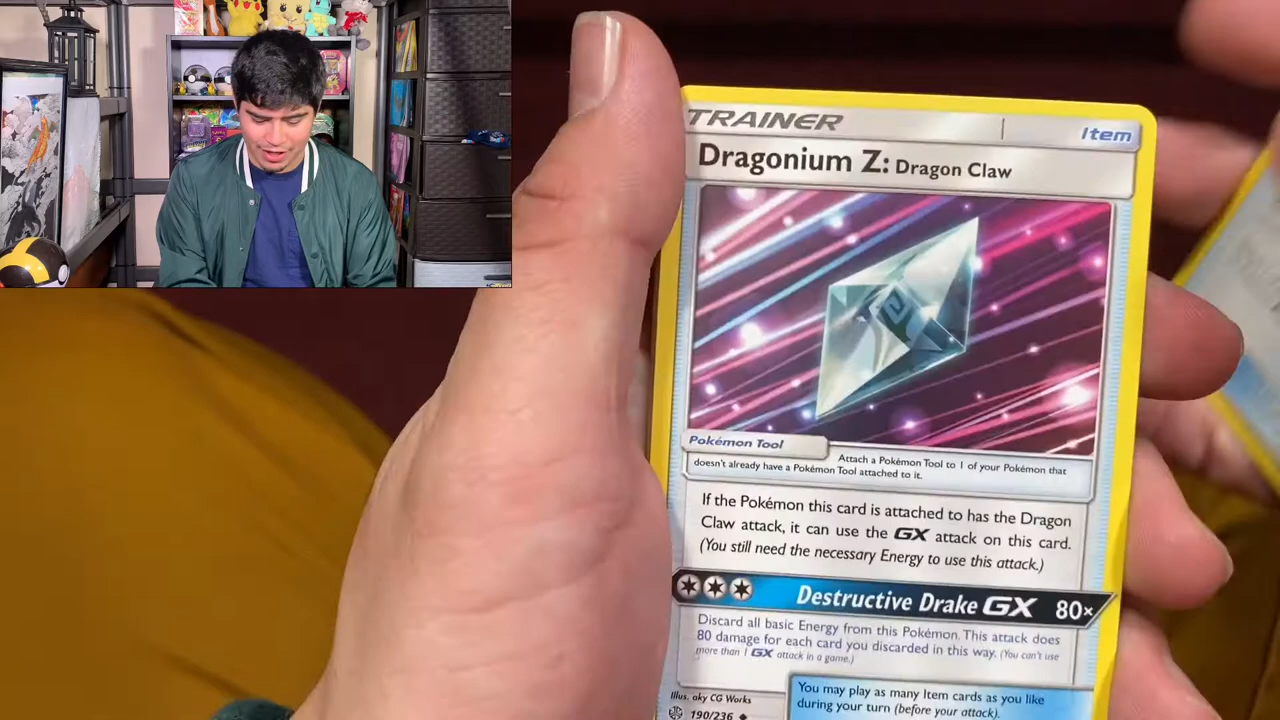 TRAINER
Item
Dragonium Z: Dragon Claw
Pokémon Tool
Attach a Pokémon Tool to 1 of your Pokémon that
doesn't already have a Pokémon Tool attached to it.
If the Pokémon this card is attached to has the Dragon
Claw attack, it can use the GX attack on this card.
(You still need the necessary Energy to use this attack.)
Destructive Drake GX 80×
Discard all basic Energy from this Pokémon. This attack does
80 damage for each card you discarded in this way. (You can't use
more than 1 GX attack in a game.)
Illus. aky CG Works
190/236
You may play as many Item cards as you like
during your turn (before your attack).